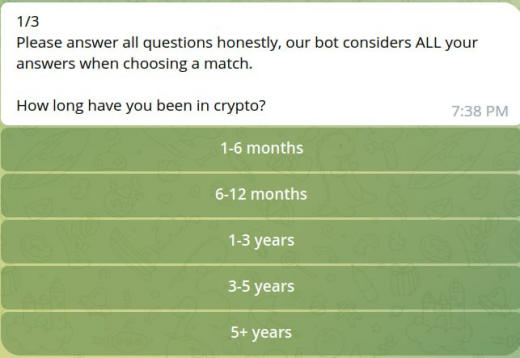 1/3
Please answer all questions honestly, our bot considers ALL your
answers when choosing a match.
How long have you been in crypto?
7:38 PM
1-6 months
6-12 months
1-3 years
3-5 years
5+ years